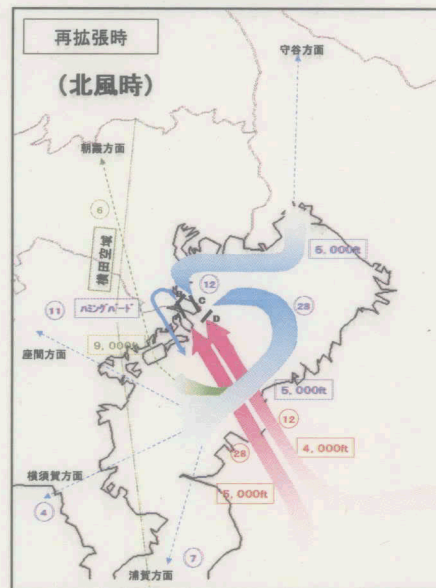 再拡張時
(北風時)
守谷方面
朝霞方面
6
横田空域
5,000ft
12
11
ハミングバード
C
D
28
座間方面
9,000ft
5,000ft
12
4,000ft
横須賀方面
28
5,000ft
4
7
浦賀方面